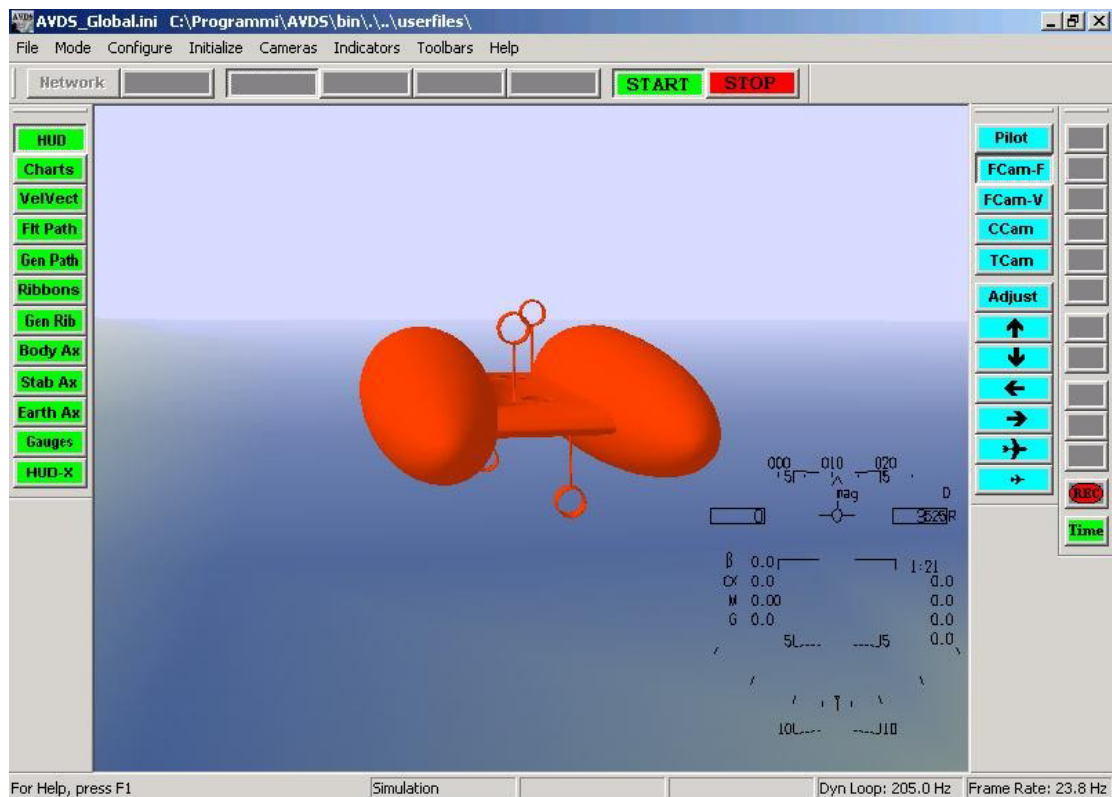 AVDS_Global.ini C:\Programmi\AVDS\bin\.\..\userfiles\
File Mode Configure Initialize Cameras Indicators Toolbars Help
Network START STOP
HUD
Charts
VelVect
Flt Path
Gen Path
Ribbons
Gen Rib
Body Ax
Stab Ax
Earth Ax
Gauges
HUD-X
Pilot
FCam-F
FCam-V
CCam
TCam
Adjust
REC
Time
000 010 020
5 15
mag
D
0 3525 R
β 0.0
α 0.0
M 0.00
G 0.0
1:21
0.0
0.0
0.0
0.0
5 5
10 10
For Help, press F1 Simulation Dyn Loop: 205.0 Hz Frame Rate: 23.8 Hz